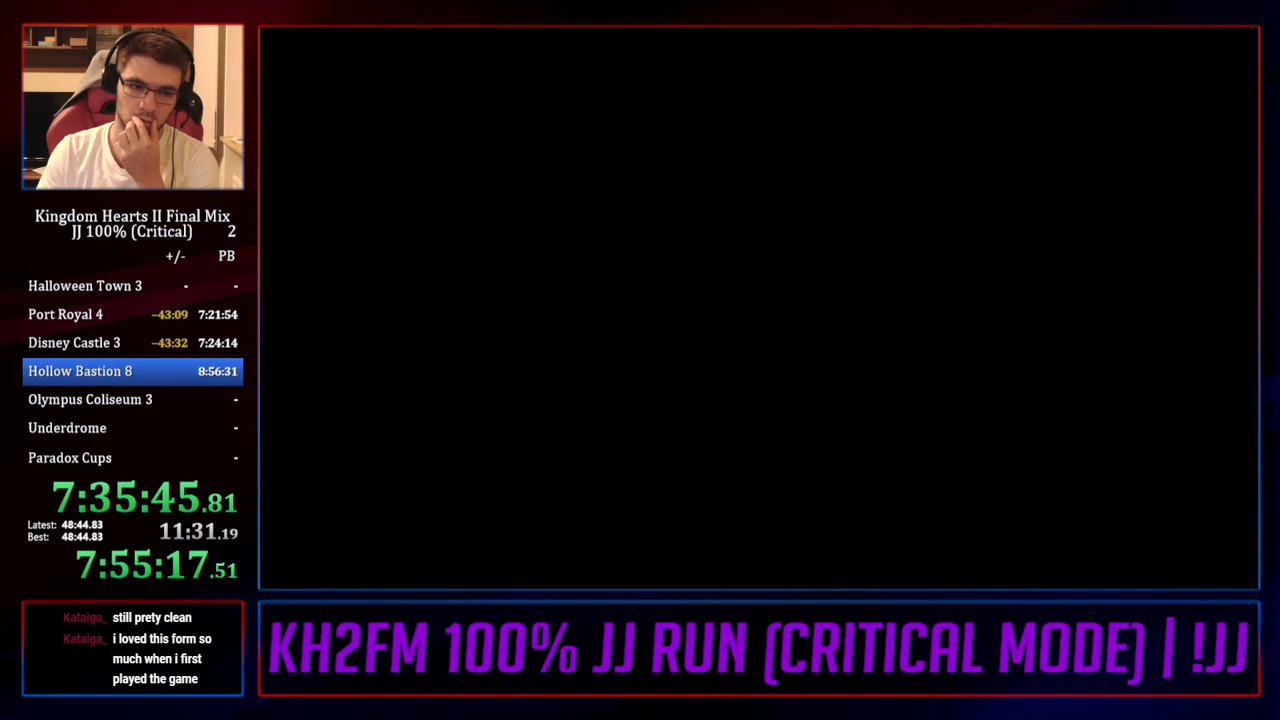 Kingdom Hearts II Final Mix
JJ 100% (Critical) 2
+/- PB
Halloween Town 3 - -
Port Royal 4 −43:09 7:21:54
Disney Castle 3 −43:32 7:24:14
Hollow Bastion 8 8:56:31
Olympus Coliseum 3 -
Underdrome -
Paradox Cups -
7:35:45.81
Latest: 48:44.83 11:31.19
Best: 48:44.83
7:55:17.51
Kataiga_ still prety clean
Kataiga_ i loved this form so
much when i first
played the game
KH2FM 100% JJ RUN (CRITICAL MODE) | !JJ